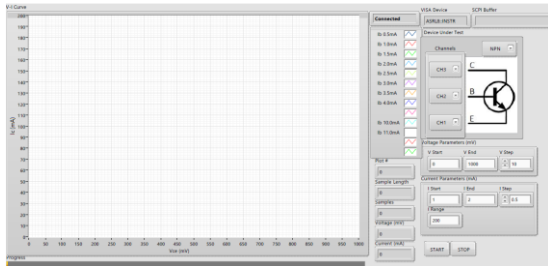 V-I Curve
VISA Device
SCPI Buffer
Connected
ASRL8::INSTR
Device Under Test
Channels
NPN
CH3
CH2
CH1
C
B
E
200
190
180
170
160
150
140
130
120
110
100
90
80
70
60
50
40
30
20
10
0
Ic [mA]
0 50 100 150 200 250 300 350 400 450 500 550 600 650 700 750 800 850 900 950 1000
Vce (mV)
Ib 0.5mA
Ib 1.0mA
Ib 1.5mA
Ib 2.0mA
Ib 2.5mA
Ib 3.0mA
Ib 3.5mA
Ib 4.0mA
Ib 10.0mA
Ib 11.0mA
Plot #
0
Sample Length
0
Samples
0
Voltage (mV)
0
Current (mA)
0
Voltage Parameters (mV)
V Start
V End
V Step
0
1000
10
Current Parameters (mA)
I Start
I End
I Step
1
2
0.5
I Range
200
START
STOP
Progress